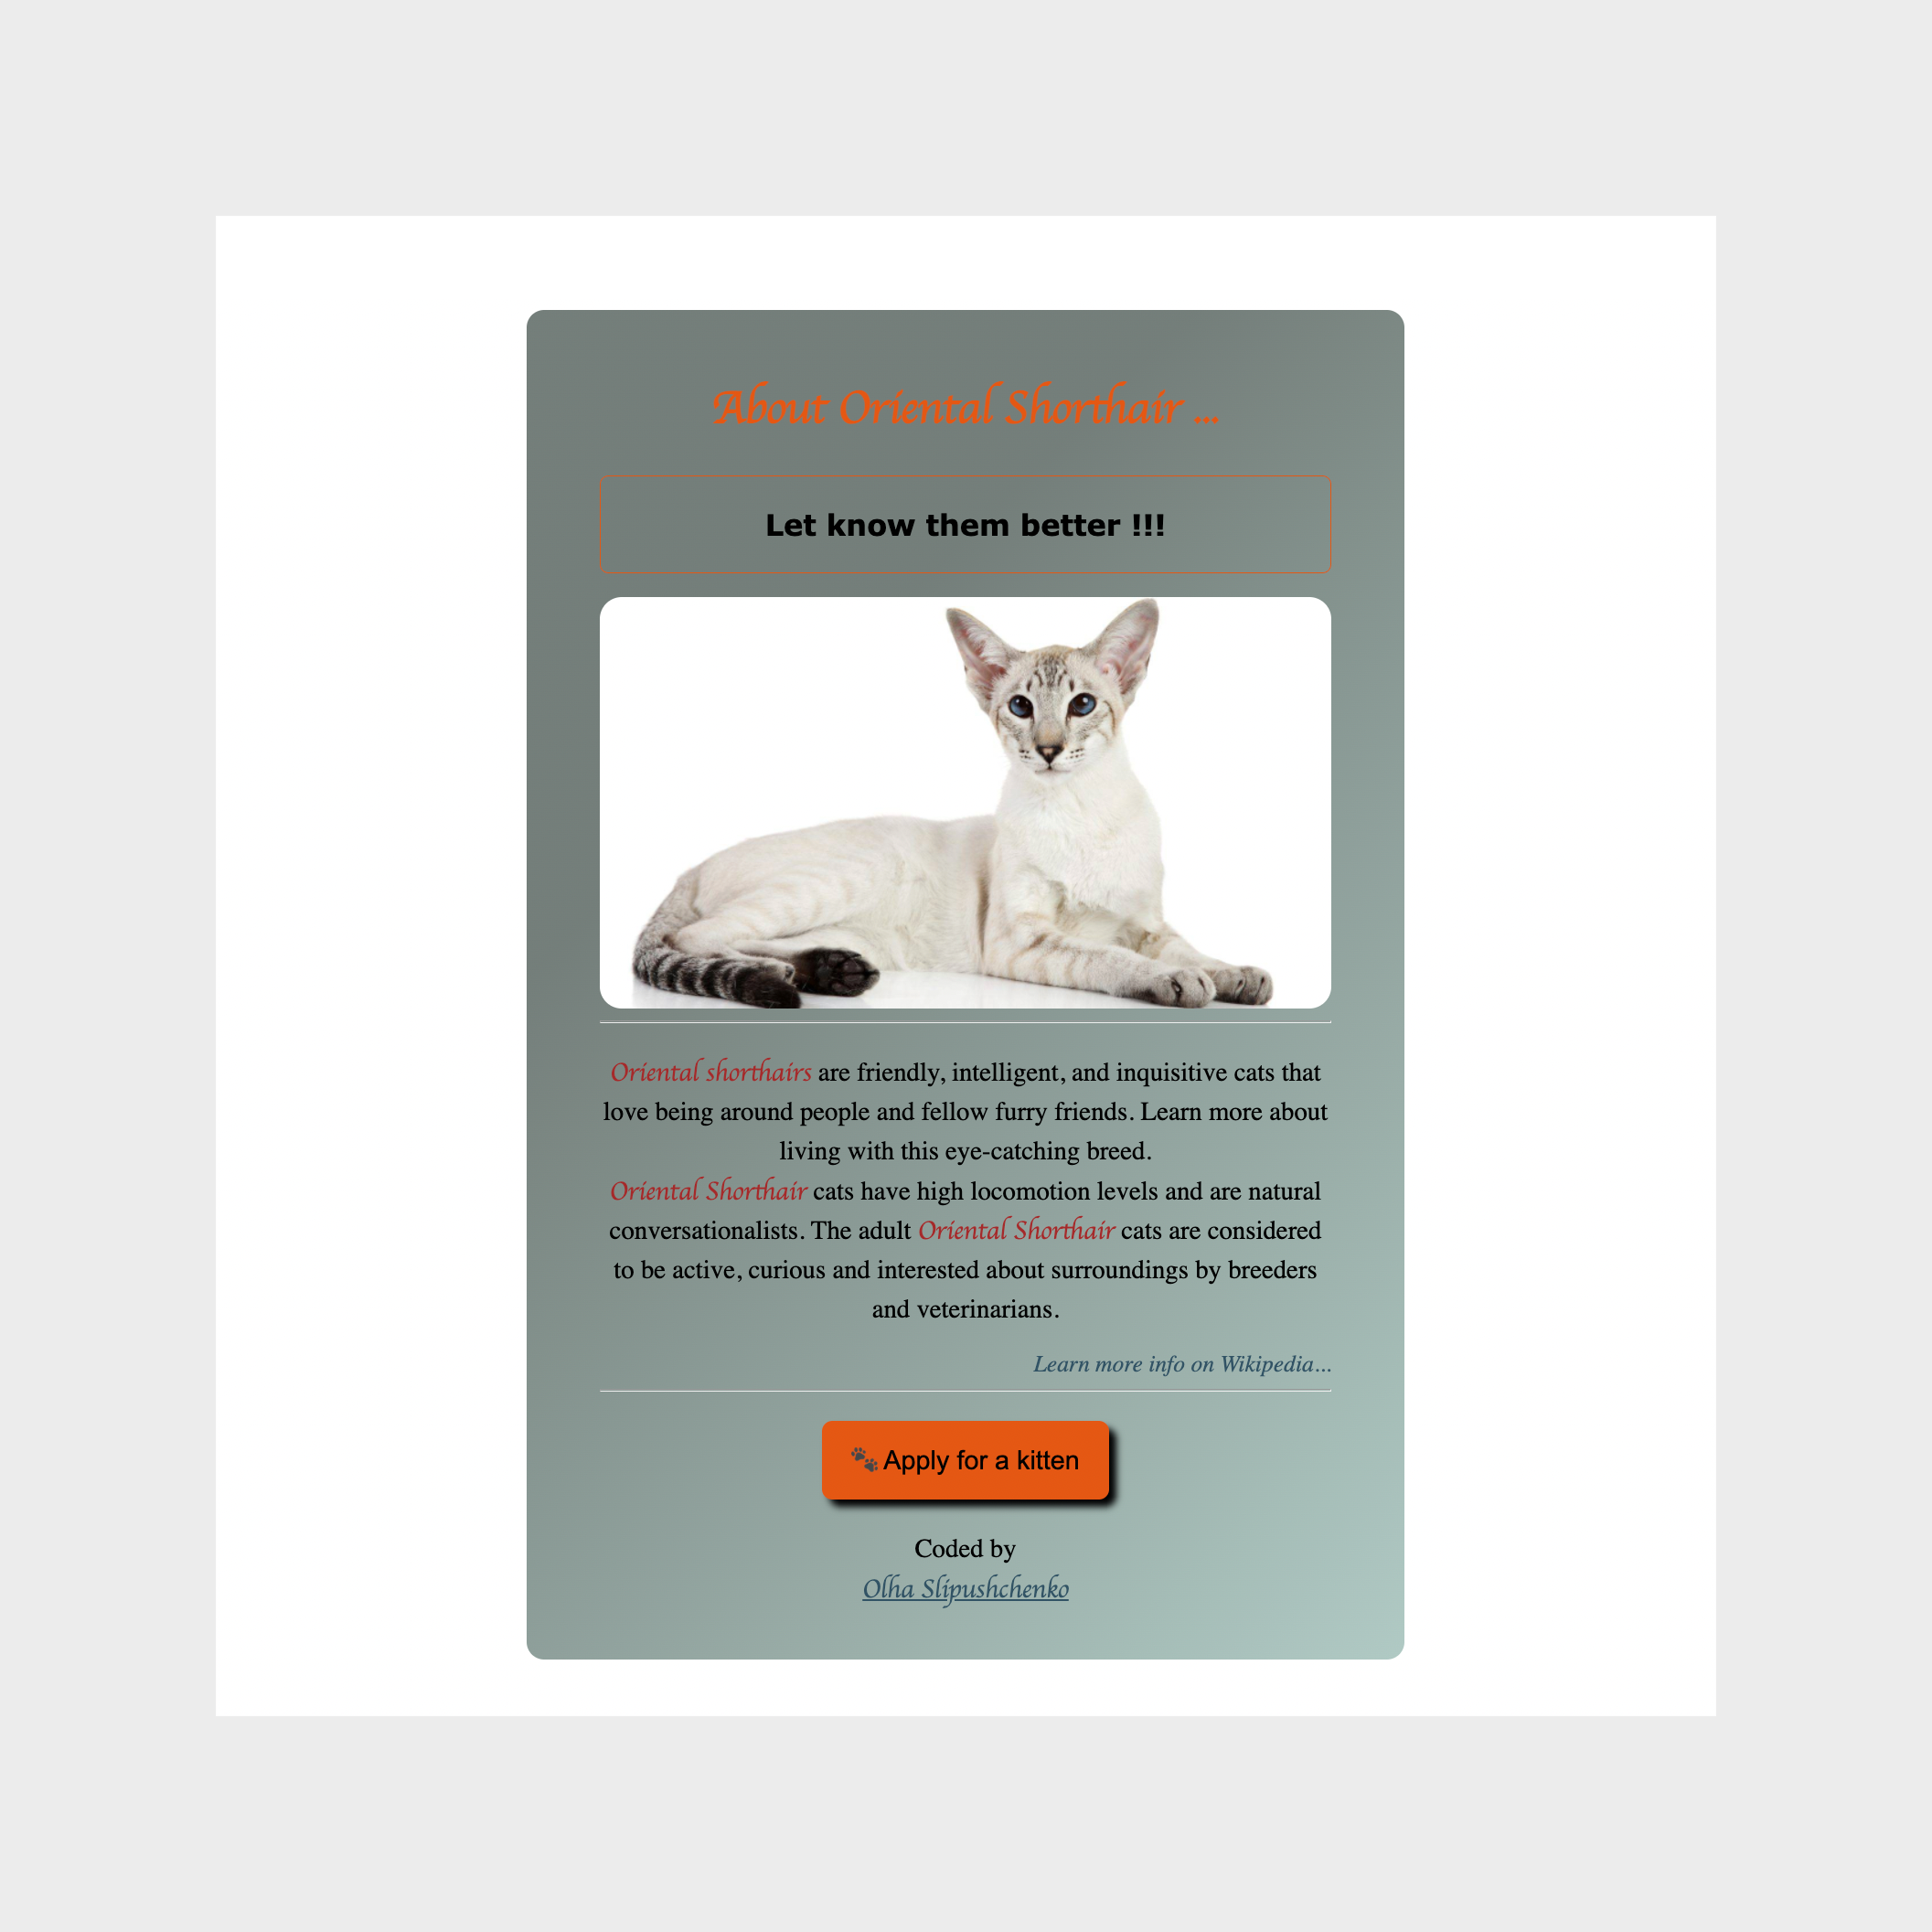 About Oriental Shorthair ...
Let know them better !!!
Oriental shorthairs are friendly, intelligent, and inquisitive cats that
love being around people and fellow furry friends. Learn more about
living with this eye-catching breed.
Oriental Shorthair cats have high locomotion levels and are natural
conversationalists. The adult Oriental Shorthair cats are considered
to be active, curious and interested about surroundings by breeders
and veterinarians.
Learn more info on Wikipedia...
🐾 Apply for a kitten
Coded by
Olha Slipushchenko